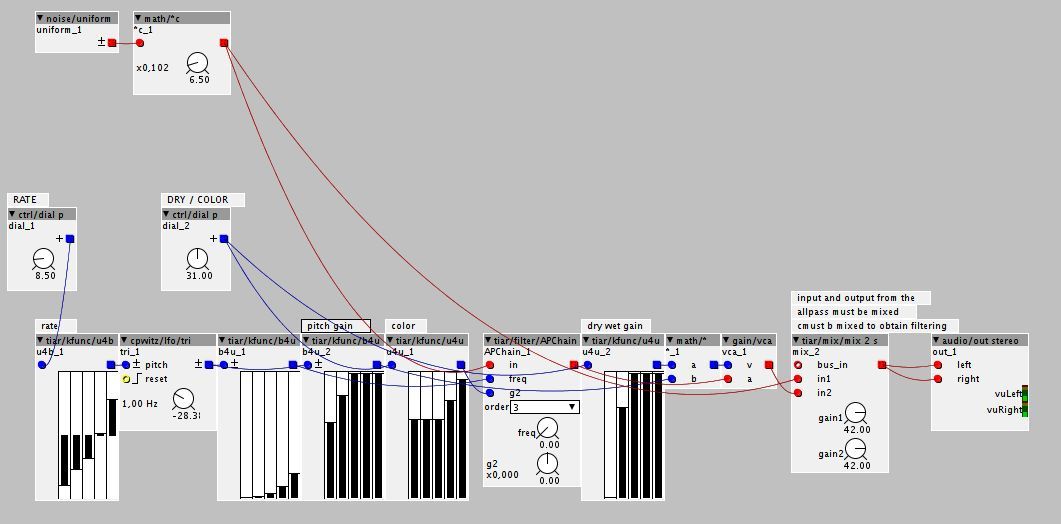 noise/uniform
uniform_1
±
math/*c
*c_1
x0,102
6.50
RATE
ctrl/dial p
dial_1
+
8.50
DRY / COLOR
ctrl/dial p
dial_2
+
31.00
rate
tiar/kfunc/u4b
u4b_1
cpwitz/lfo/tri
tri_1
pitch ±
reset
1,00 Hz
tiar/kfunc/b4u
b4u_1
±
pitch gain
tiar/kfunc/b4u
b4u_2
±
color
tiar/kfunc/u4u
u4u_1
tiar/filter/APChain
APChain_1
in
freq
g2
order 3
freq
0.00
g2
x0,000
0.00
dry wet gain
tiar/kfunc/u4u
u4u_2
math/*
*_1
a
b
gain/vca
vca_1
v
a
input and output from the
allpass must be mixed
cmust b mixed to obtain filtering
tiar/mix/mix 2 s
mix_2
bus_in
in1
in2
gain1
42.00
gain2
42.00
audio/out stereo
out_1
left
right
vuLeft
vuRight